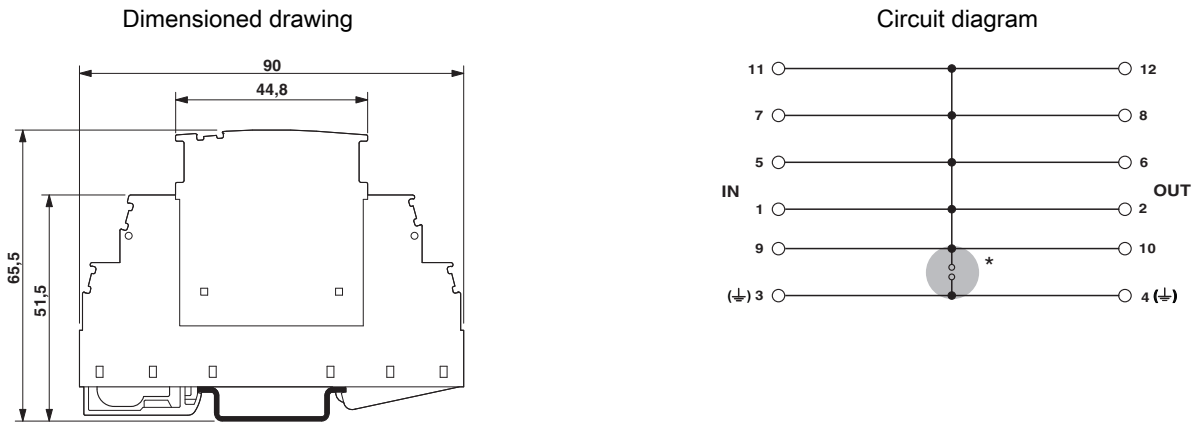 Dimensioned drawing
90
44,8
65,5
51,5
Circuit diagram
11 12
7 8
5 6
IN OUT
1 2
9 10
*
(⏚) 3 4 (⏚)